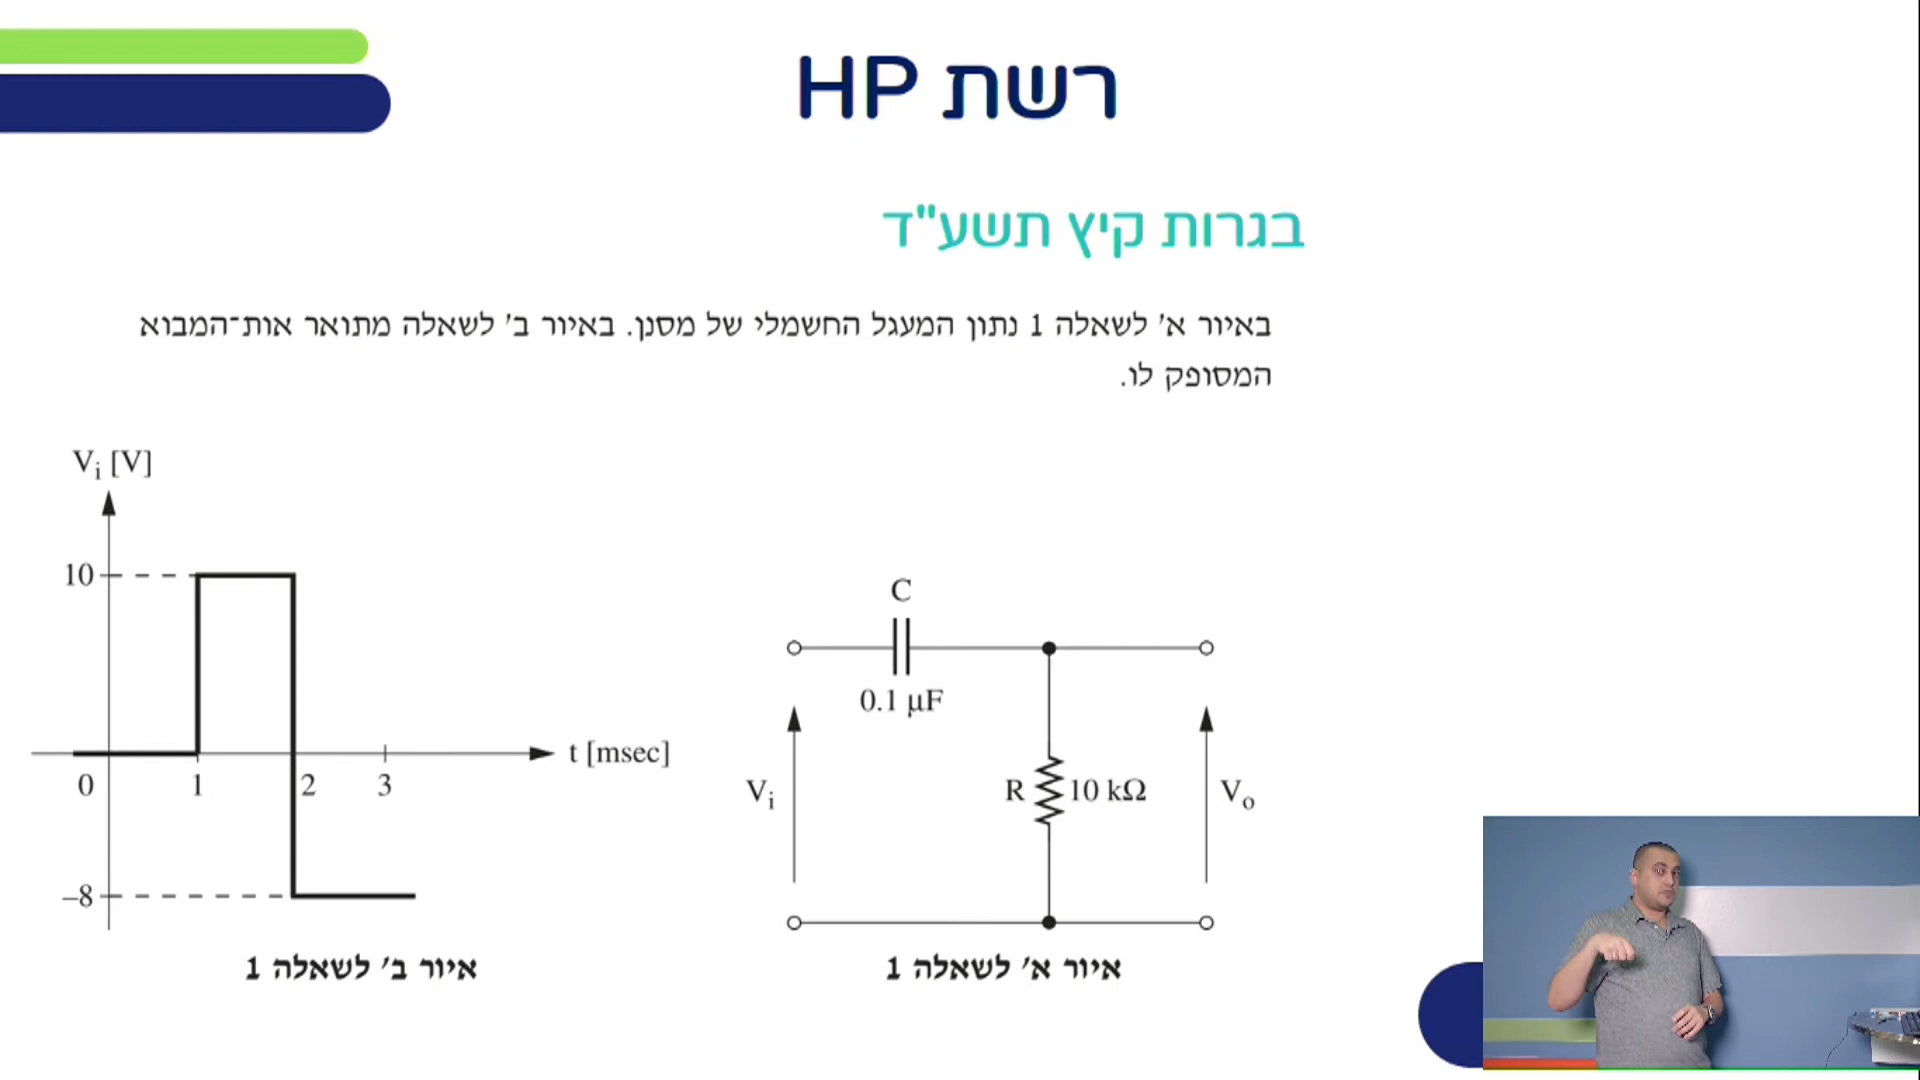 רשת HP
בגרות קיץ תשע"ד
באיור א' לשאלה 1 נתון המעגל החשמלי של מסנן. באיור ב' לשאלה מתואר אות־המבוא
המסופק לו.
Vi [V]
10
0
1
2
3
t [msec]
–8
איור ב' לשאלה 1
C
0.1 μF
Vi
R
10 kΩ
Vo
איור א' לשאלה 1